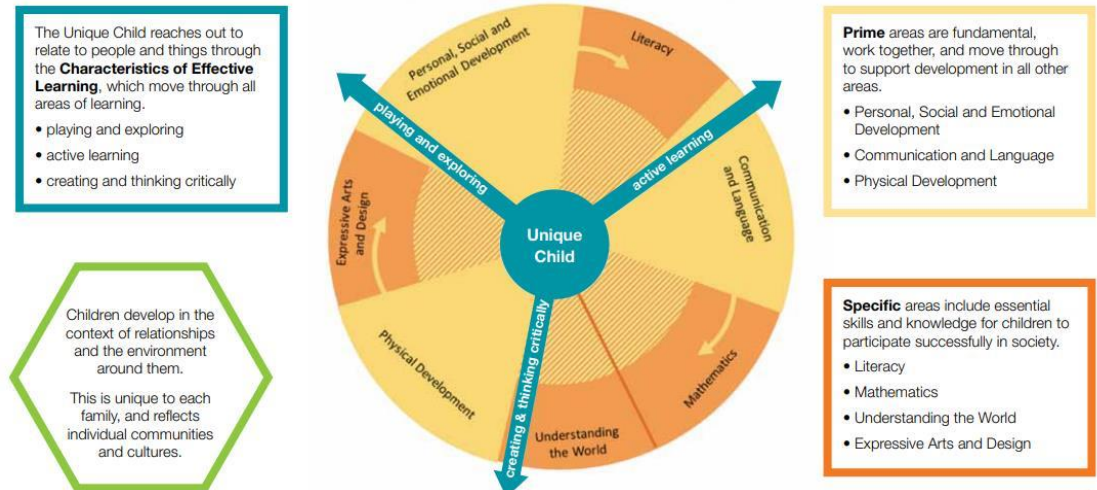 The Unique Child reaches out to
relate to people and things through
the Characteristics of Effective
Learning, which move through all
areas of learning.
• playing and exploring
• active learning
• creating and thinking critically
Children develop in the
context of relationships
and the environment
around them.
This is unique to each
family, and reflects
individual communities
and cultures.
Personal, Social and
Emotional Development
Literacy
playing and exploring
active learning
Communication
and Language
Expressive Arts
and Design
Unique
Child
Physical Development
creating & thinking critically
Mathematics
Understanding
the World
Prime areas are fundamental,
work together, and move through
to support development in all other
areas.
• Personal, Social and Emotional
Development
• Communication and Language
• Physical Development
Specific areas include essential
skills and knowledge for children to
participate successfully in society.
• Literacy
• Mathematics
• Understanding the World
• Expressive Arts and Design